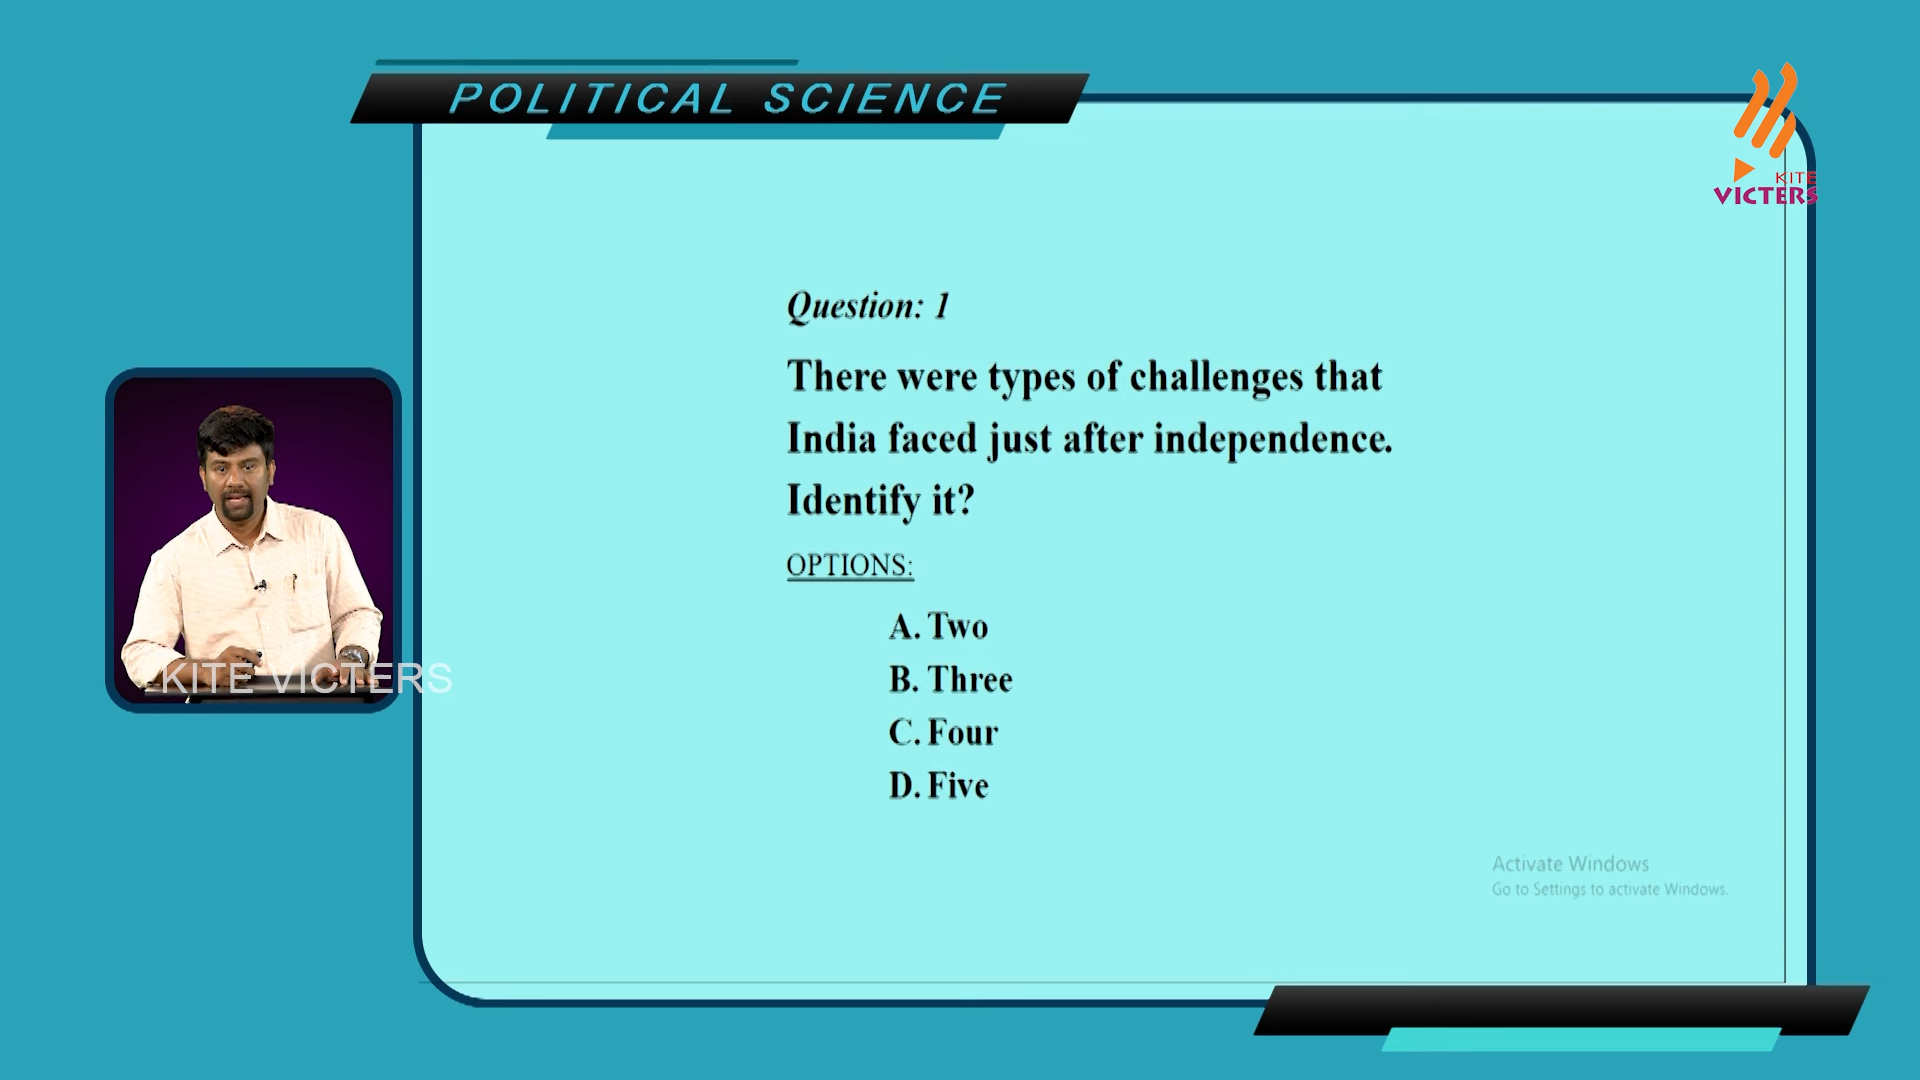 POLITICAL SCIENCE
KITE
VICTERS
Question: 1
There were types of challenges that
India faced just after independence.
Identify it?
OPTIONS:
A. Two
B. Three
C. Four
D. Five
KITE VICTERS
Activate Windows
Go to Settings to activate Windows.